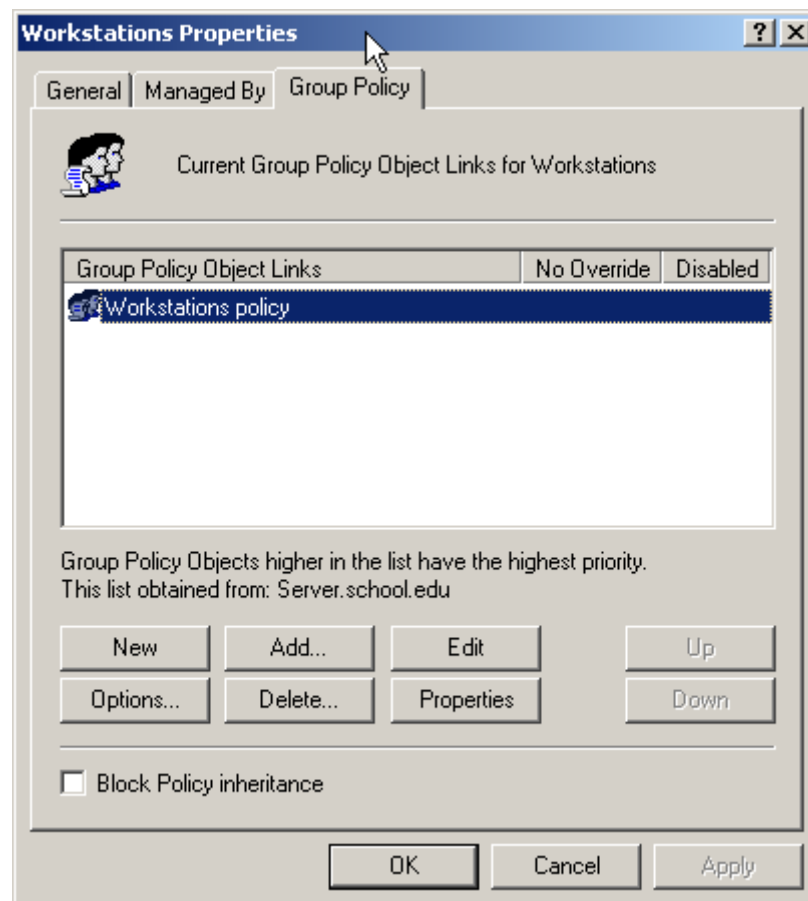 Workstations Properties
General Managed By Group Policy
Current Group Policy Object Links for Workstations
Group Policy Object Links No Override Disabled
Workstations policy
Group Policy Objects higher in the list have the highest priority.
This list obtained from: Server.school.edu
New Add... Edit Up
Options... Delete... Properties Down
Block Policy inheritance
OK Cancel Apply